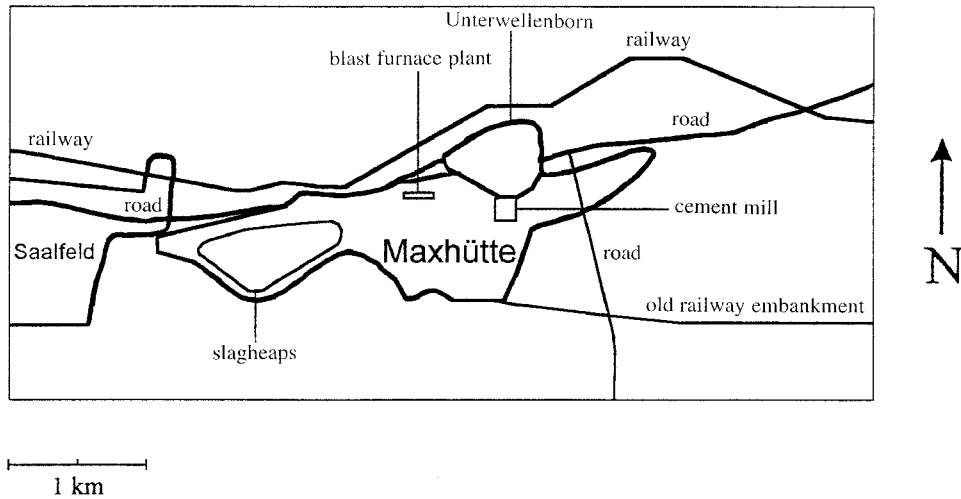 Unterwellenborn
railway
blast furnace plant
road
railway
road
cement mill
Saalfeld
Maxhütte
road
N
old railway embankment
slagheaps
1 km